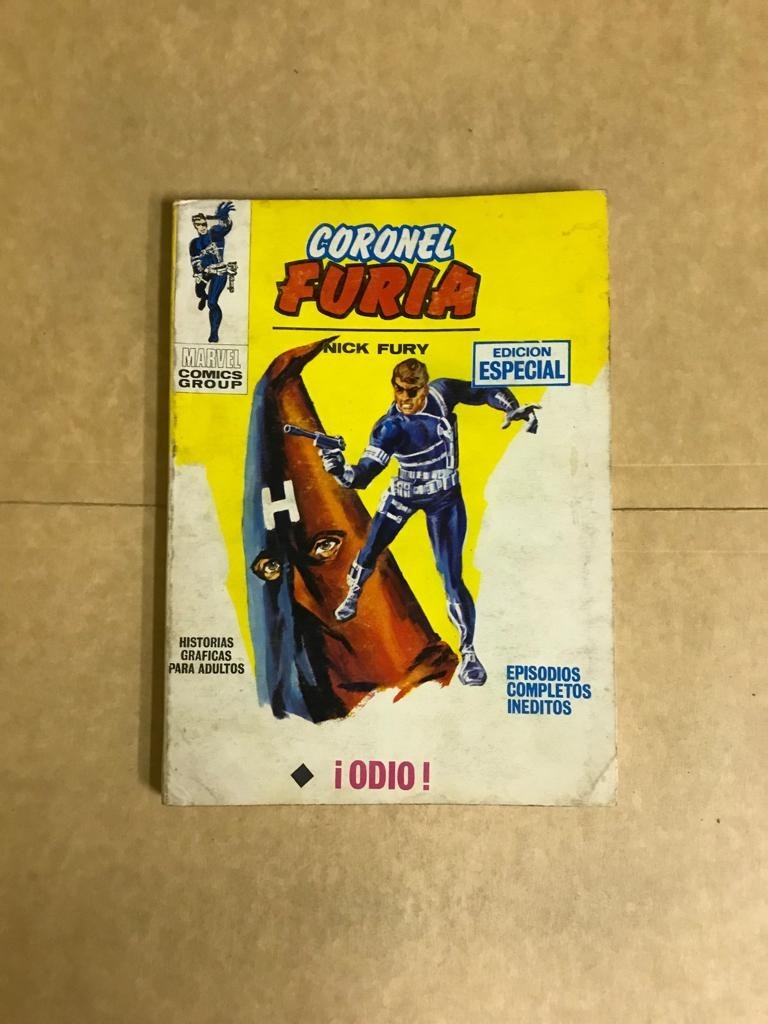 CORONEL
FURIA
NICK FURY
MARVEL
COMICS
GROUP
EDICION
ESPECIAL
H
HISTORIAS
GRAFICAS
PARA ADULTOS
EPISODIOS
COMPLETOS
INEDITOS
¡ODIO!